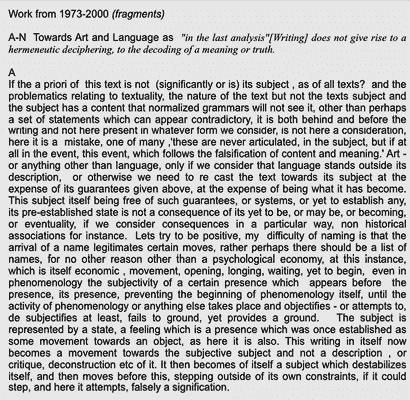 Work from 1973-2000 (fragments)
A-N Towards Art and Language as "in the last analysis"[Writing] does not give rise to a
hermeneutic deciphering, to the decoding of a meaning or truth.
A
If the a priori of this text is not (significantly or is) its subject , as of all texts? and the
problematics relating to textuality, the nature of the text but not the texts subject and
the subject has a content that normalized grammars will not see it, other than perhaps
a set of statements which can appear contradictory, it is both behind and before the
writing and not here present in whatever form we consider, is not here a consideration,
here it is a mistake, one of many ,'these are never articulated, in the subject, but if at
all in the event, this event, which follows the falsification of content and meaning.' Art -
or anything other than language, only if we consider that language stands outside its
description, or otherwise we need to re cast the text towards its subject at the
expense of its guarantees given above, at the expense of being what it has become.
This subject itself being free of such guarantees, or systems, or yet to establish any,
its pre-established state is not a consequence of its yet to be, or may be, or becoming,
or eventuality, if we consider consequences in a particular way, non historical
associations for instance. Lets try to be positive, my difficulty of naming is that the
arrival of a name legitimates certain moves, rather perhaps there should be a list of
names, for no other reason other than a psychological economy, at this instance,
which is itself economic , movement, opening, longing, waiting, yet to begin, even in
phenomenology the subjectivity of a certain presence which appears before the
presence, its presence, preventing the beginning of phenomenology itself, until the
activity of phenomenology or anything else takes place and objectifies - or attempts to,
de subjectifies at least, fails to ground, yet provides a ground. The subject is
represented by a state, a feeling which is a presence which was once established as
some movement towards an object, as here it is also. This writing in itself now
becomes a movement towards the subjective subject and not a description , or
critique, deconstruction etc of it. It then becomes of itself a subject which destabilizes
itself, and then moves before this, stepping outside of its own constraints, if it could
step, and here it attempts, falsely a signification.